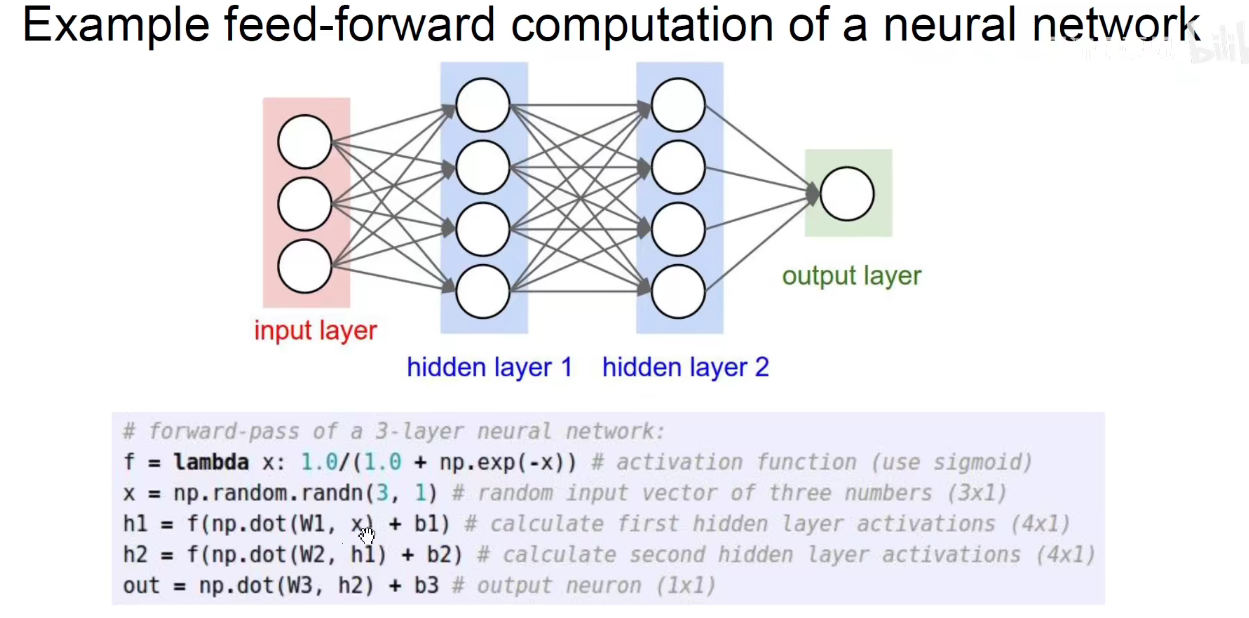 Example feed-forward computation of a neural network
bili
output layer
input layer
hidden layer 1 hidden layer 2
# forward-pass of a 3-layer neural network:
f = lambda x: 1.0/(1.0 + np.exp(-x)) # activation function (use sigmoid)
x = np.random.randn(3, 1) # random input vector of three numbers (3x1)
h1 = f(np.dot(W1, x) + b1) # calculate first hidden layer activations (4x1)
h2 = f(np.dot(W2, h1) + b2) # calculate second hidden layer activations (4x1)
out = np.dot(W3, h2) + b3 # output neuron (1x1)